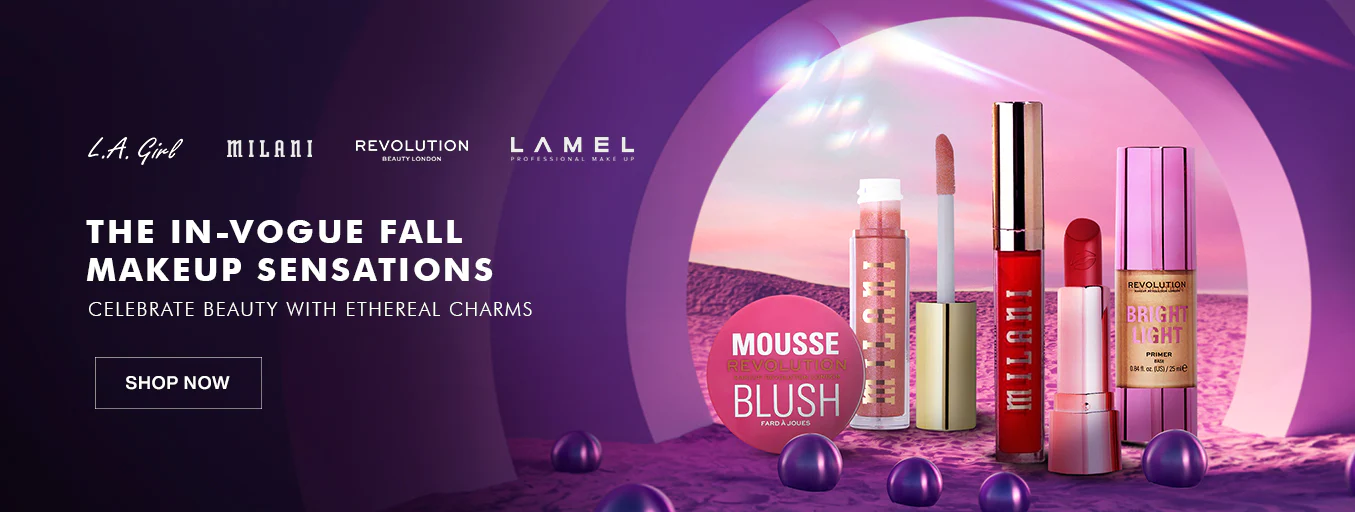 L.A. Girl
MILANI
REVOLUTION
BEAUTY LONDON
LAMEL
PROFESSIONAL MAKE UP
THE IN-VOGUE FALL
MAKEUP SENSATIONS
CELEBRATE BEAUTY WITH ETHEREAL CHARMS
SHOP NOW
MOUSSE
REVOLUTION
BLUSH
FARD À JOUES
MILANI
MILANI
REVOLUTION
BRIGHT
LIGHT
PRIMER
0.84 fl. oz. (US) / 25 ml e